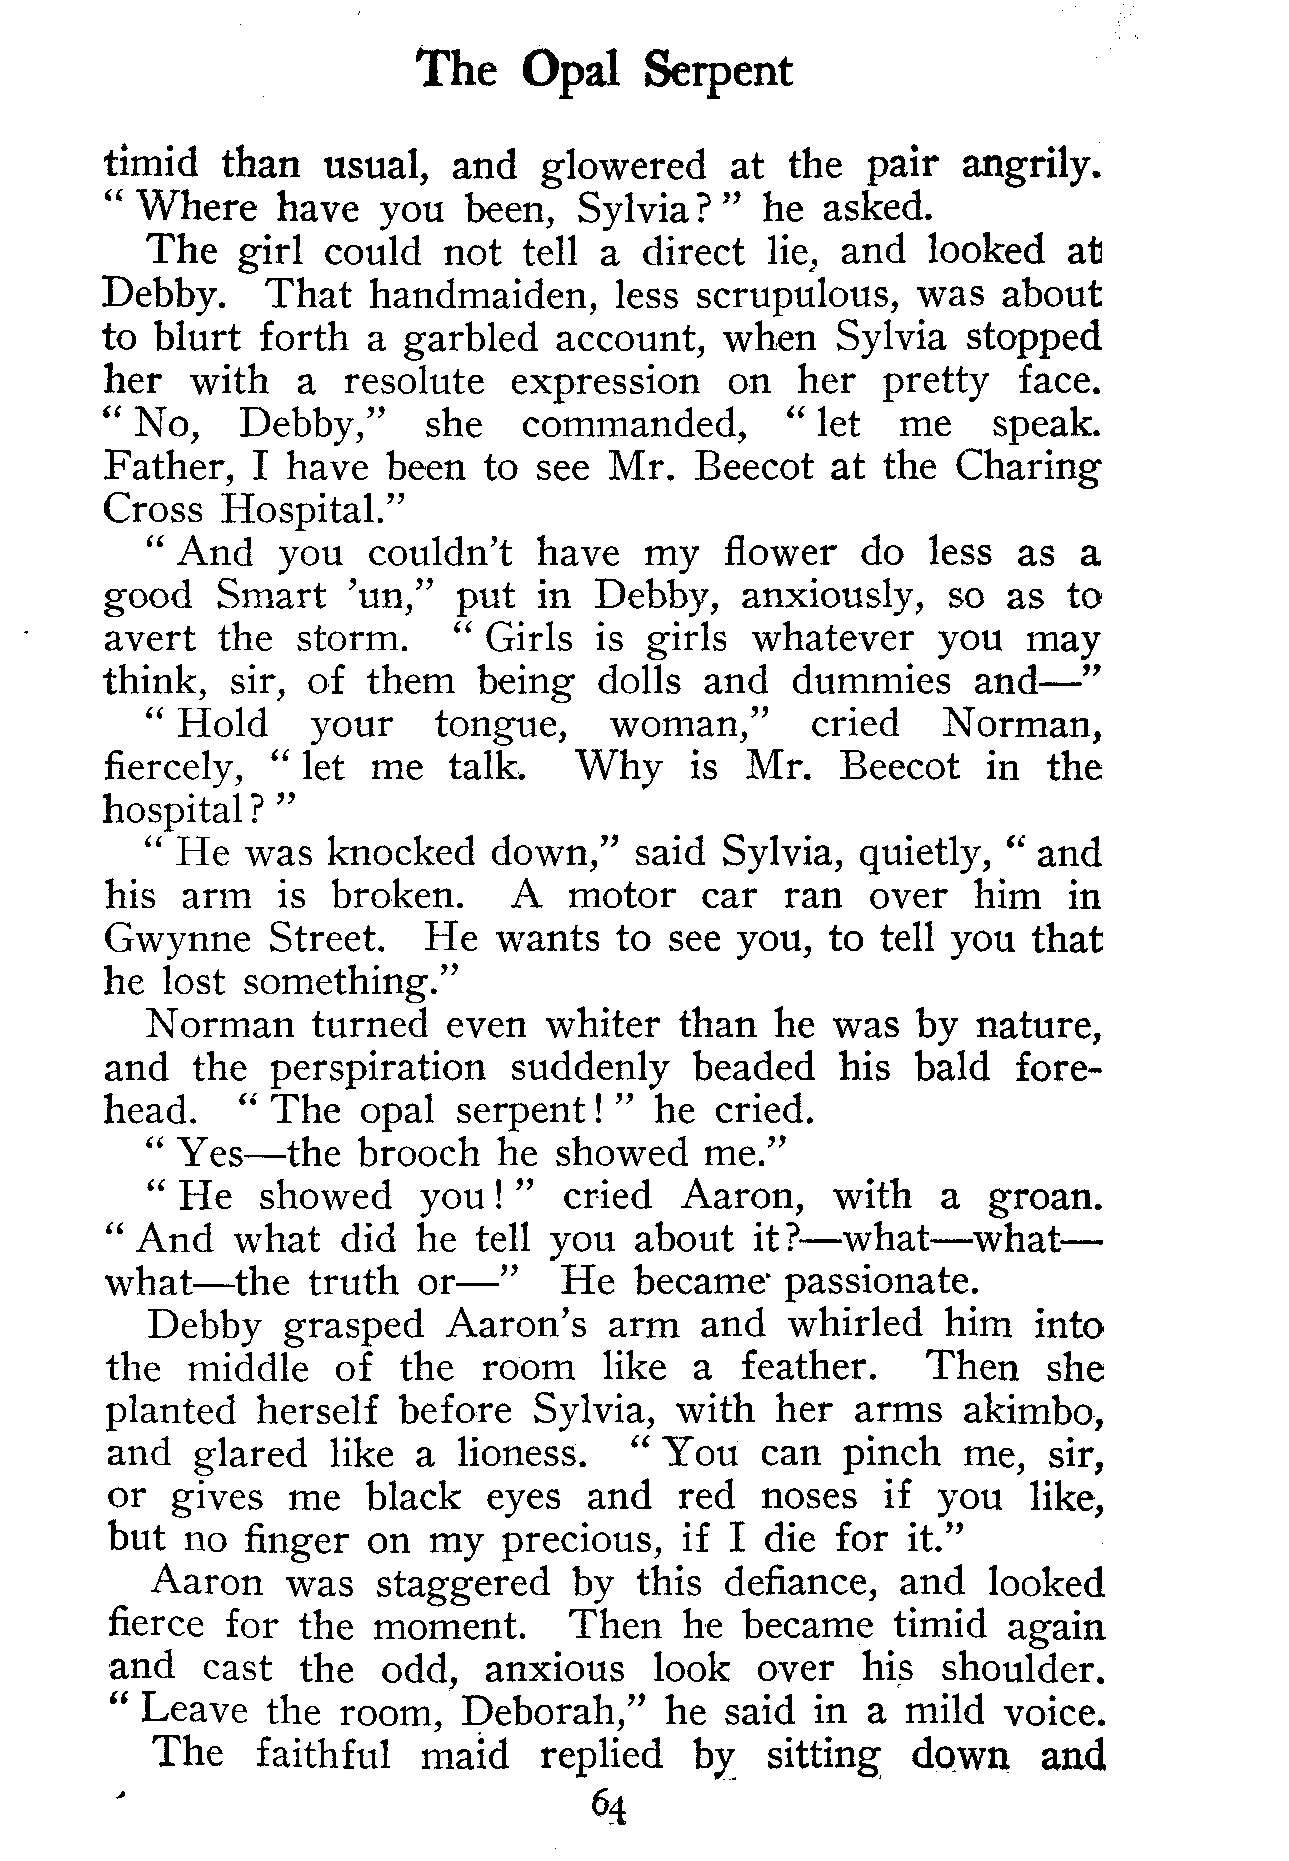 The Opal Serpent
timid than usual, and glowered at the pair angrily.
“ Where have you been, Sylvia? ” he asked.
The girl could not tell a direct lie, and looked at
Debby. That handmaiden, less scrupulous, was about
to blurt forth a garbled account, when Sylvia stopped
her with a resolute expression on her pretty face.
“ No, Debby,” she commanded, “ let me speak.
Father, I have been to see Mr. Beecot at the Charing
Cross Hospital.”
“ And you couldn’t have my flower do less as a
good Smart ’un,” put in Debby, anxiously, so as to
avert the storm. “ Girls is girls whatever you may
think, sir, of them being dolls and dummies and—”
“ Hold your tongue, woman,” cried Norman,
fiercely, “ let me talk. Why is Mr. Beecot in the
hospital? ”
“ He was knocked down,” said Sylvia, quietly, “ and
his arm is broken. A motor car ran over him in
Gwynne Street. He wants to see you, to tell you that
he lost something.”
Norman turned even whiter than he was by nature,
and the perspiration suddenly beaded his bald fore-
head. “ The opal serpent! ” he cried.
“ Yes—the brooch he showed me.”
“ He showed you! ” cried Aaron, with a groan.
“ And what did he tell you about it?—what—what—
what—the truth or—” He became passionate.
Debby grasped Aaron’s arm and whirled him into
the middle of the room like a feather. Then she
planted herself before Sylvia, with her arms akimbo,
and glared like a lioness. “ You can pinch me, sir,
or gives me black eyes and red noses if you like,
but no finger on my precious, if I die for it.”
Aaron was staggered by this defiance, and looked
fierce for the moment. Then he became timid again
and cast the odd, anxious look over his shoulder.
“ Leave the room, Deborah,” he said in a mild voice.
The faithful maid replied by sitting down and
64